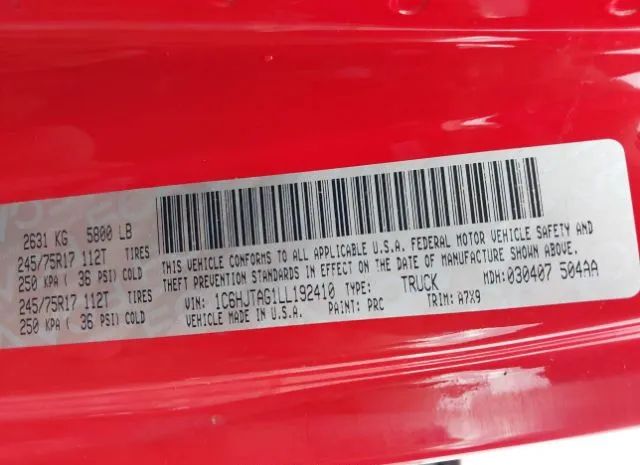 2631 KG 5800 LB
245/75R17 112T TIRES
250 KPA ( 36 PSI) COLD
245/75R17 112T TIRES
250 KPA ( 36 PSI) COLD
THIS VEHICLE CONFORMS TO ALL APPLICABLE U.S.A. FEDERAL MOTOR VEHICLE SAFETY AND
THEFT PREVENTION STANDARDS IN EFFECT ON THE DATE OF MANUFACTURE SHOWN ABOVE.
VIN: 1C6HJTAG1LL192410 TYPE: TRUCK MDH:030407 504AA
VEHICLE MADE IN U.S.A. PAINT: PRC TRIM: A7X9